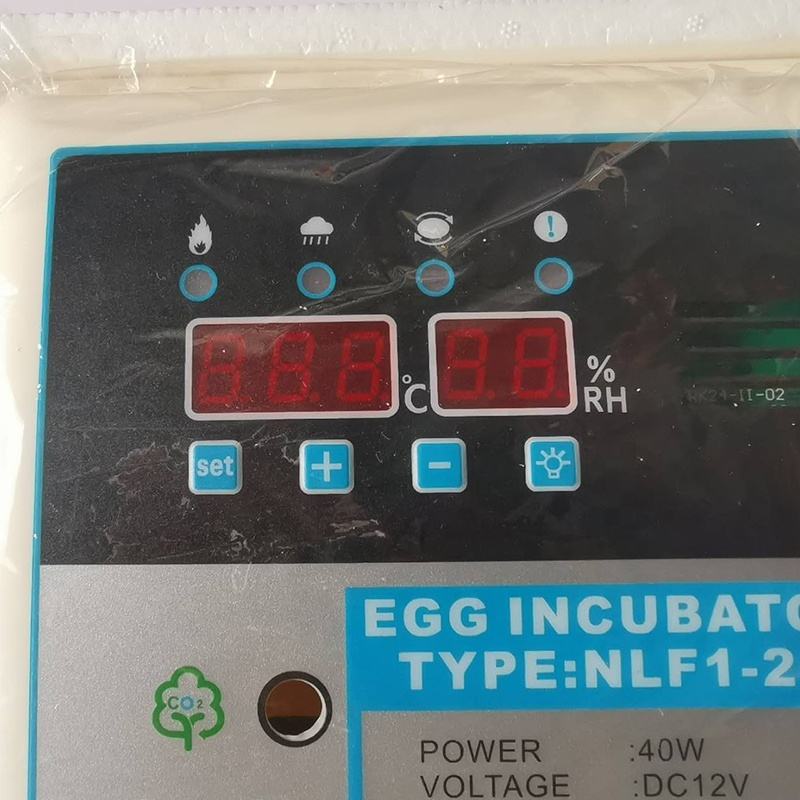 °C
%
RH
set
+
-
EGG INCUBATO
TYPE:NLF1-2
CO2
POWER :40W
VOLTAGE :DC12V